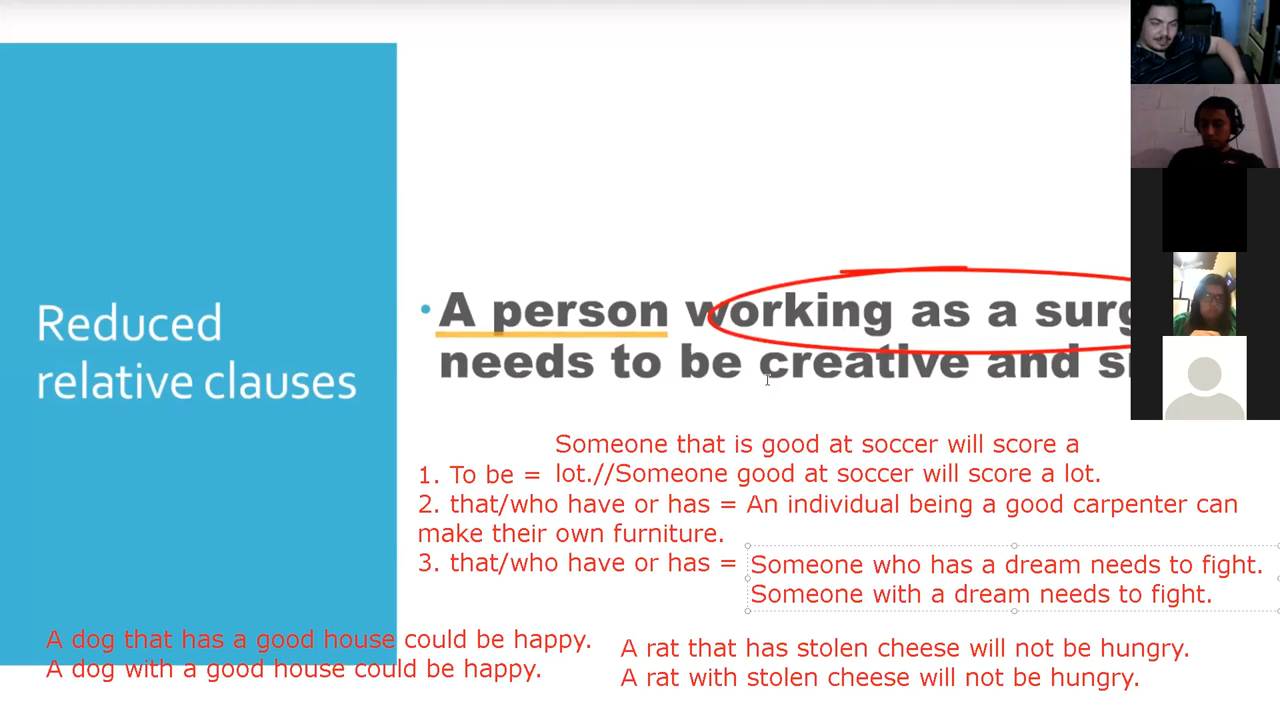 Reduced
relative clauses
A person working as a
needs to be creative and
Someone that is good at soccer will score a
1. To be = lot.//Someone good at soccer will score a lot.
2. that/who have or has = An individual being a good carpenter can
make their own furniture.
3. that/who have or has = Someone who has a dream needs to fight.
Someone with a dream needs to fight.
A dog that has a good house could be happy.
A dog with a good house could be happy.
A rat that has stolen cheese will not be hungry.
A rat with stolen cheese will not be hungry.